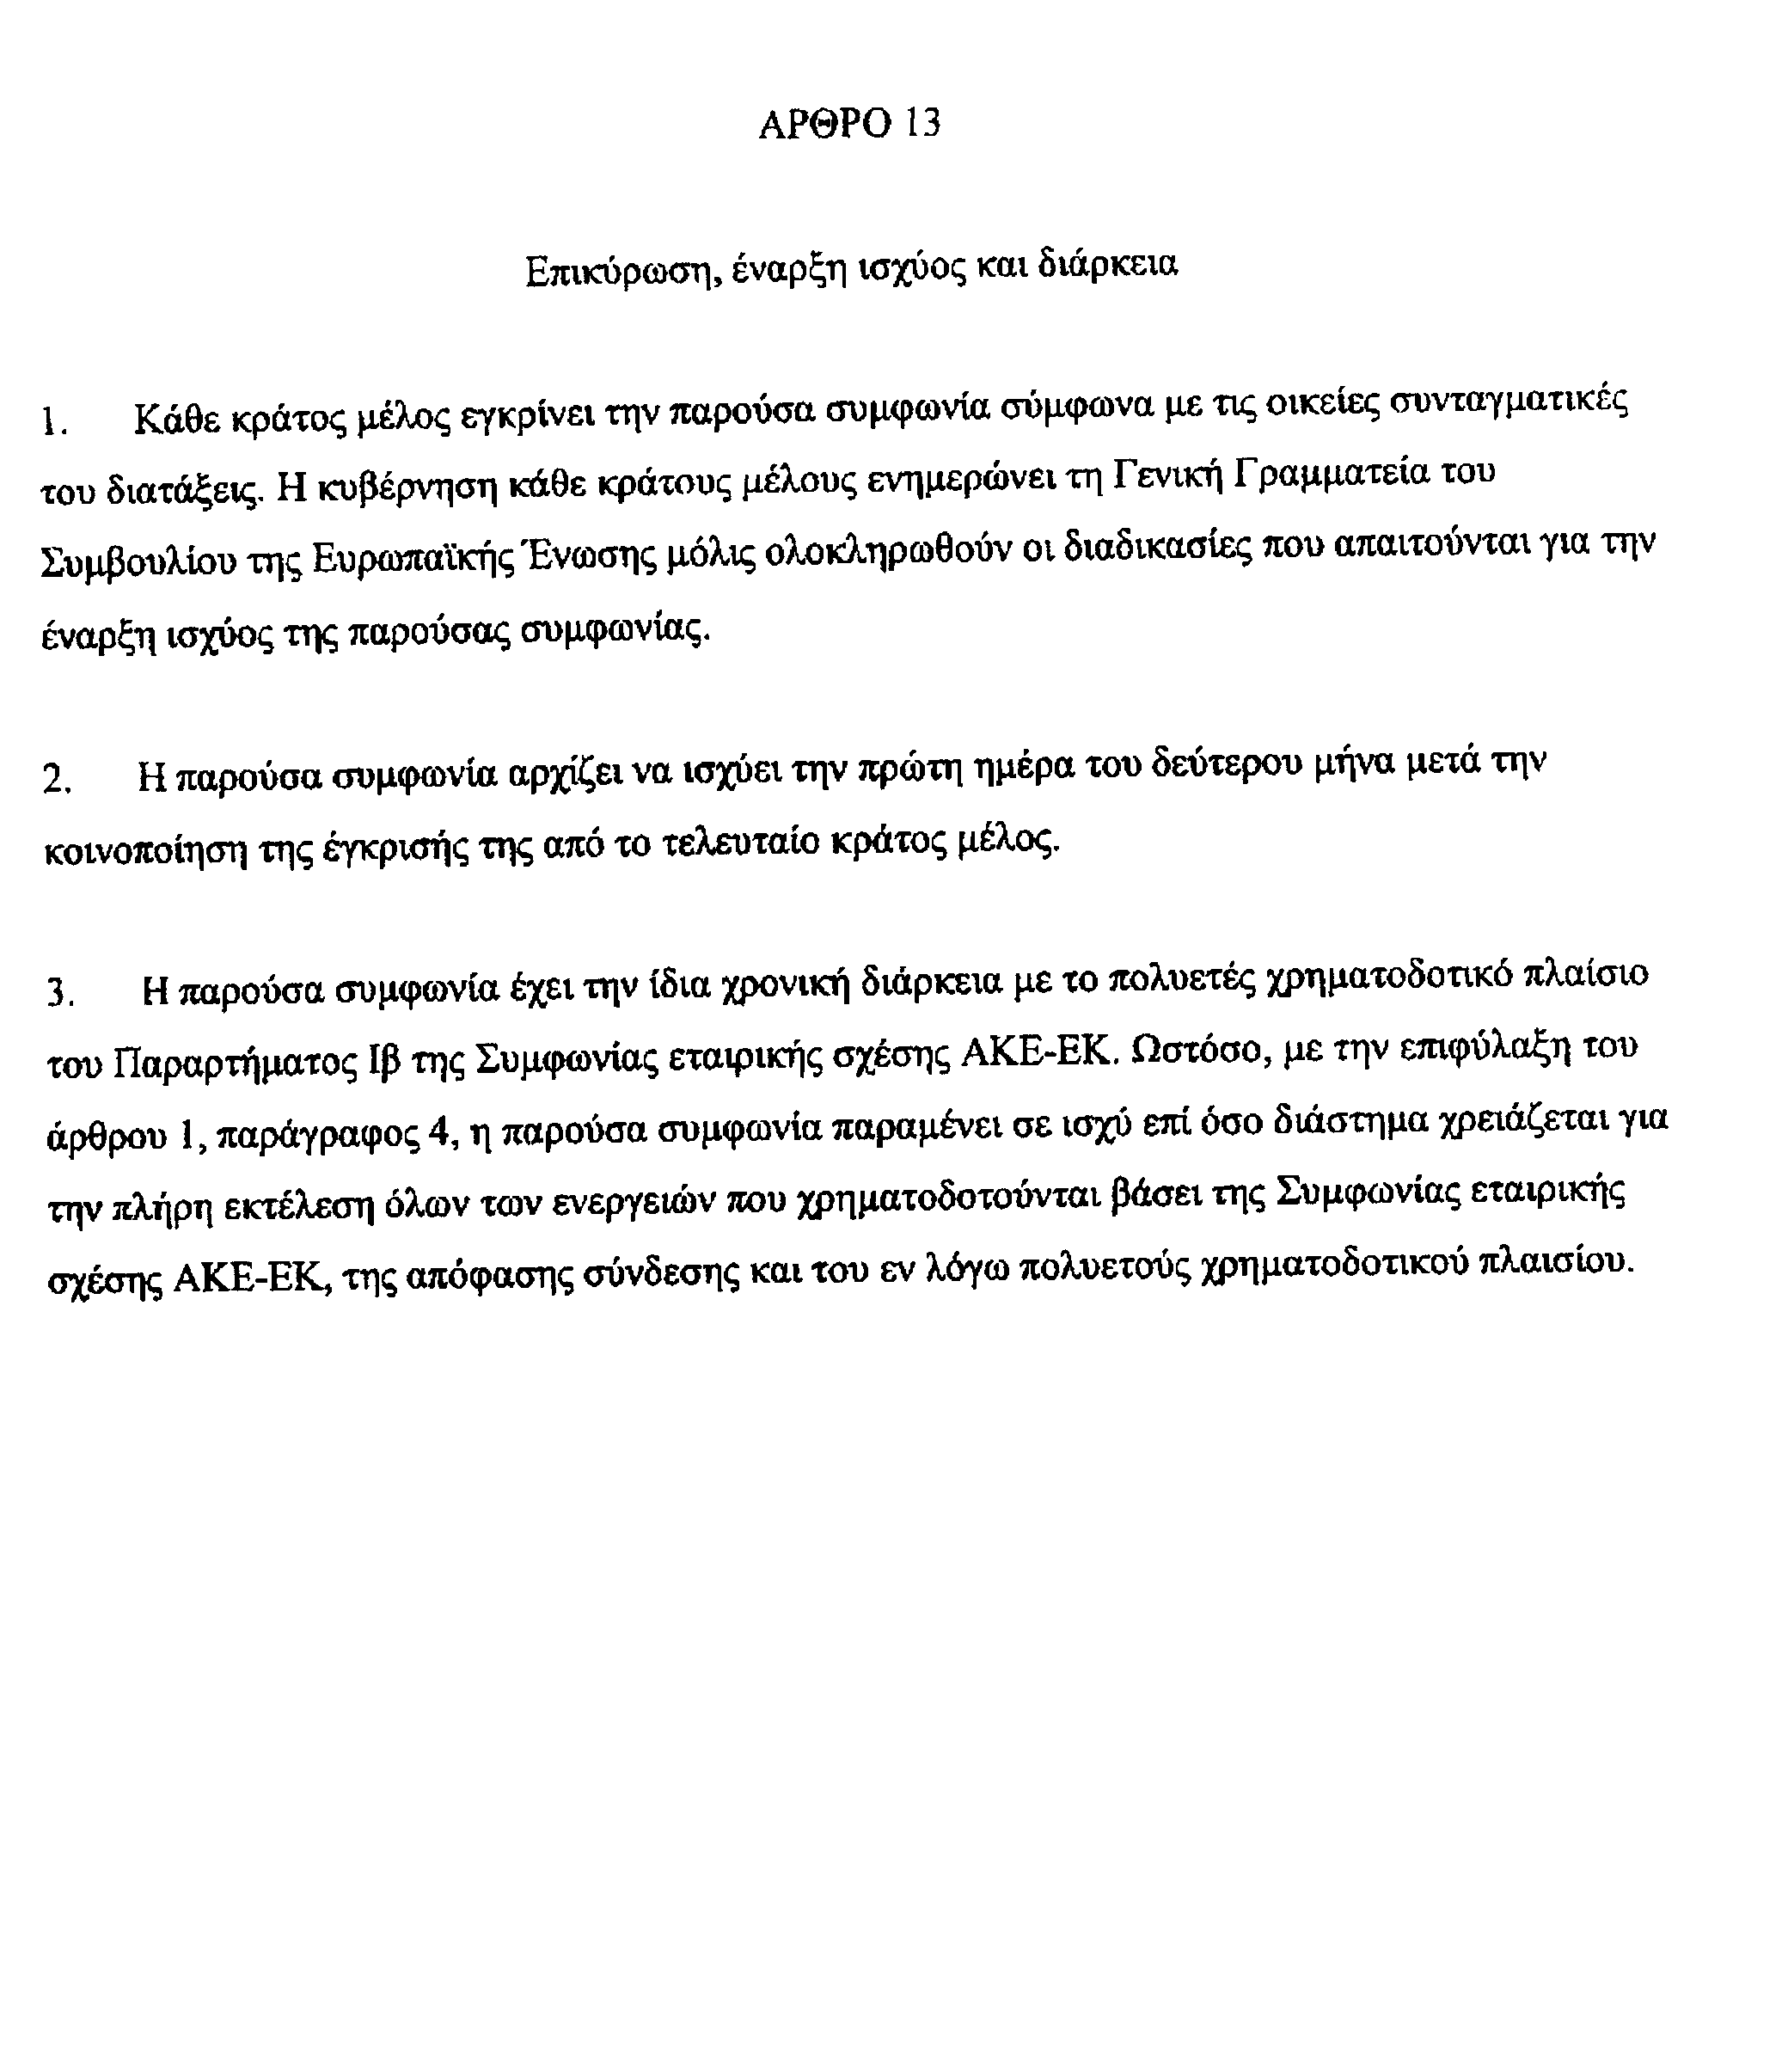 ΑΡΘΡΟ 13
Επικύρωση, έναρξη ισχύος και διάρκεια
1. Κάθε κράτος μέλος εγκρίνει την παρούσα συμφωνία σύμφωνα με τις οικείες συνταγματικές
του διατάξεις. Η κυβέρνηση κάθε κράτους μέλους ενημερώνει τη Γενική Γραμματεία του
Συμβουλίου της Ευρωπαϊκής Ένωσης μόλις ολοκληρωθούν οι διαδικασίες που απαιτούνται για την
έναρξη ισχύος της παρούσας συμφωνίας.
2. Η παρούσα συμφωνία αρχίζει να ισχύει την πρώτη ημέρα του δεύτερου μήνα μετά την
κοινοποίηση της έγκρισής της από το τελευταίο κράτος μέλος.
3. Η παρούσα συμφωνία έχει την ίδια χρονική διάρκεια με το πολυετές χρηματοδοτικό πλαίσιο
του Παραρτήματος Ιβ της Συμφωνίας εταιρικής σχέσης ΑΚΕ-ΕΚ. Ωστόσο, με την επιφύλαξη του
άρθρου 1, παράγραφος 4, η παρούσα συμφωνία παραμένει σε ισχύ επί όσο διάστημα χρειάζεται για
την πλήρη εκτέλεση όλων των ενεργειών που χρηματοδοτούνται βάσει της Συμφωνίας εταιρικής
σχέσης ΑΚΕ-ΕΚ, της απόφασης σύνδεσης και του εν λόγω πολυετούς χρηματοδοτικού πλαισίου.